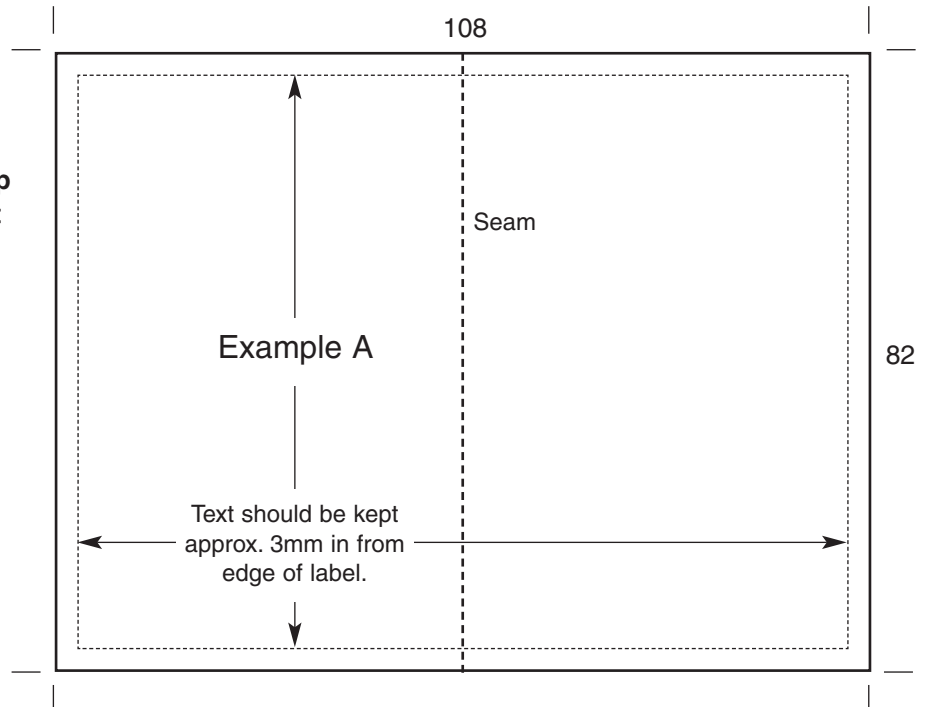 108
Seam
Example A
82
Text should be kept
approx. 3mm in from
edge of label.